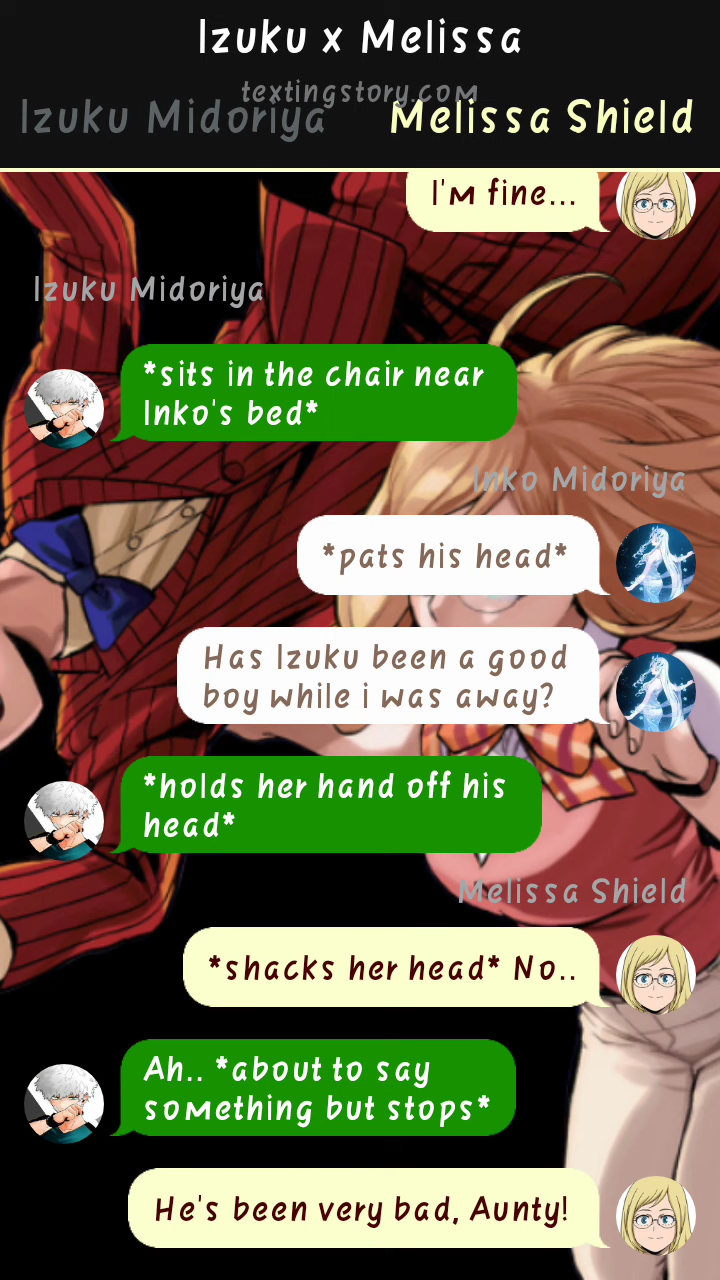 Izuku x Melissa
textingstory.com
Izuku Midoriya
Melissa Shield
I'm fine...
Izuku Midoriya
*sits in the chair near
Inko's bed*
Inko Midoriya
*pats his head*
Has Izuku been a good
boy while i was away?
*holds her hand off his
head*
Melissa Shield
*shacks her head* No..
Ah.. *about to say
something but stops*
He's been very bad, Aunty!